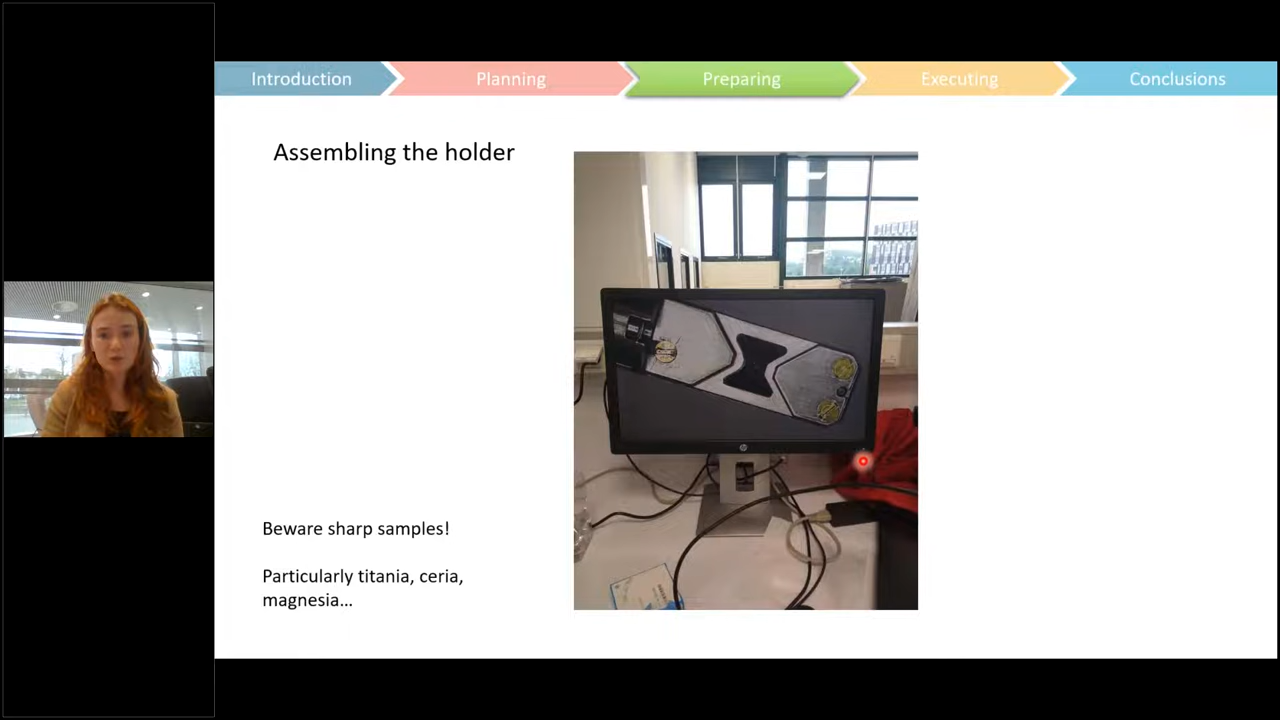 Introduction
Planning
Preparing
Executing
Conclusions
Assembling the holder
Beware sharp samples!
Particularly titania, ceria,
magnesia…